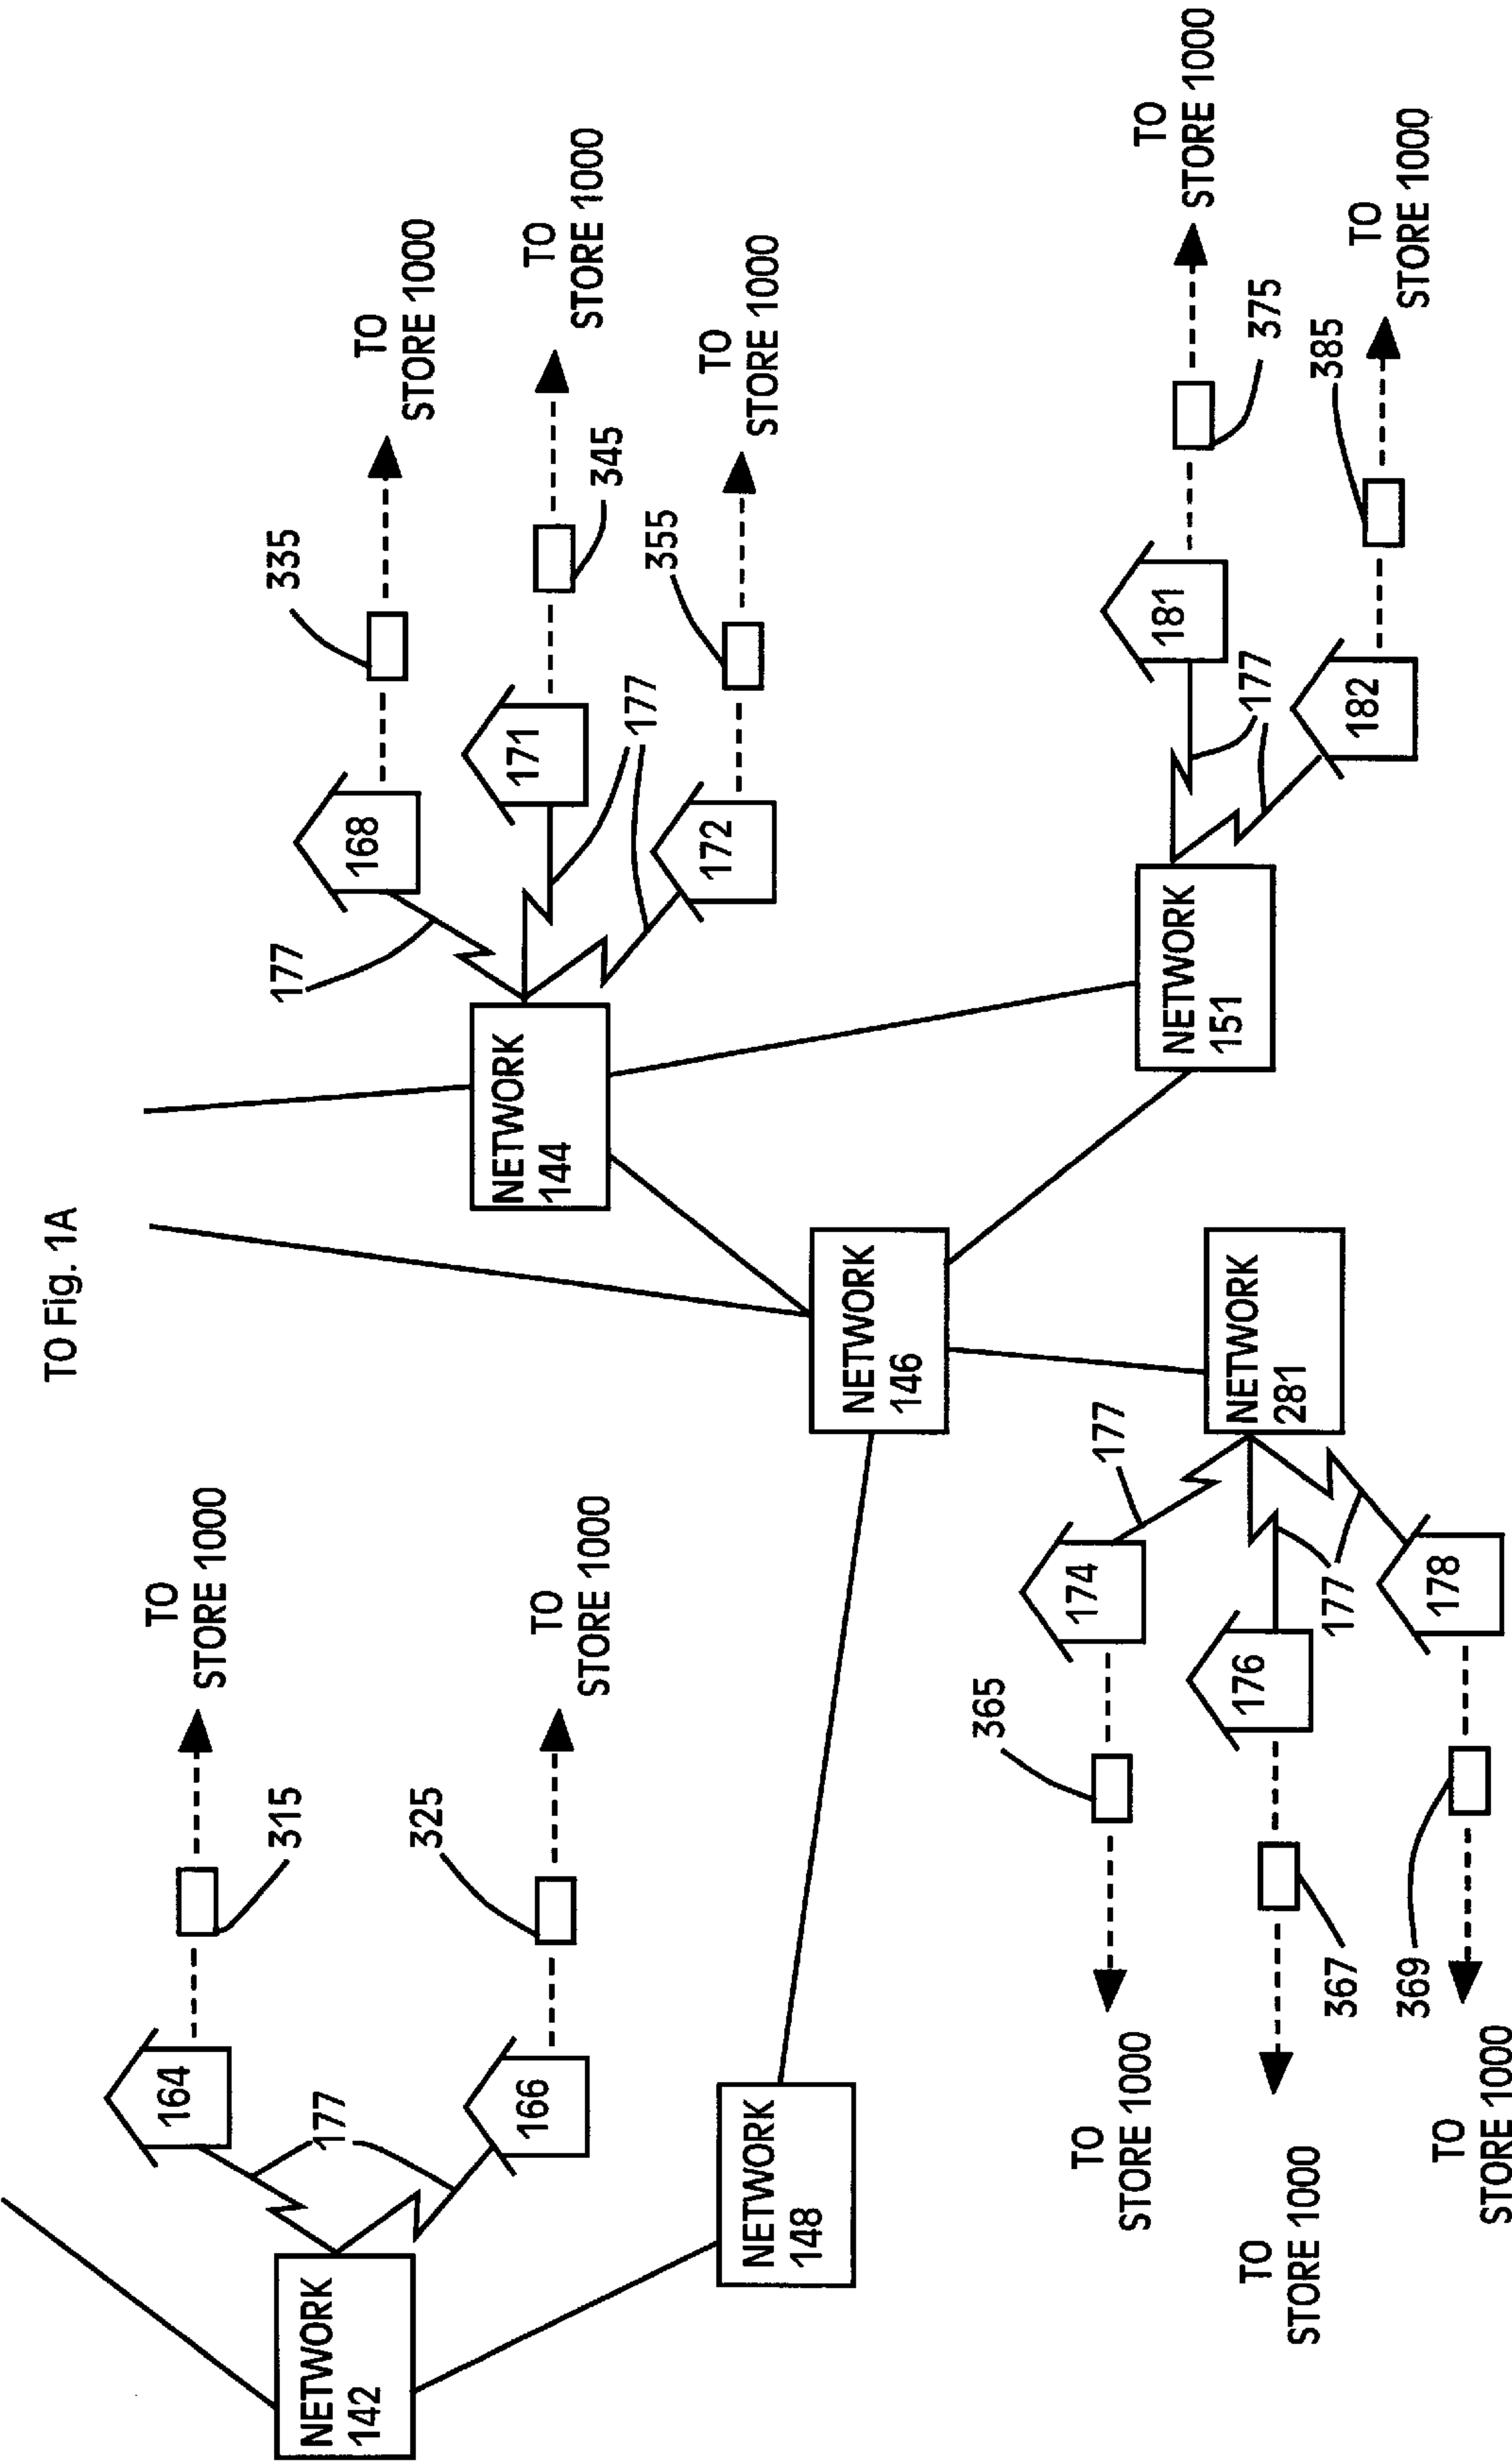 TO Fig. 1A
TO
STORE 1000
315
164
177
325
TO
STORE 1000
166
NETWORK
142
NETWORK
148
335
TO
STORE 1000
168
177
TO
STORE 1000
345
171
177
355
TO
STORE 1000
172
NETWORK
144
NETWORK
146
TO
STORE 1000
375
181
177
385
TO
STORE 1000
182
NETWORK
151
NETWORK
281
177
174
365
TO
STORE 1000
176
177
367
TO
STORE 1000
178
369
TO
STORE 1000